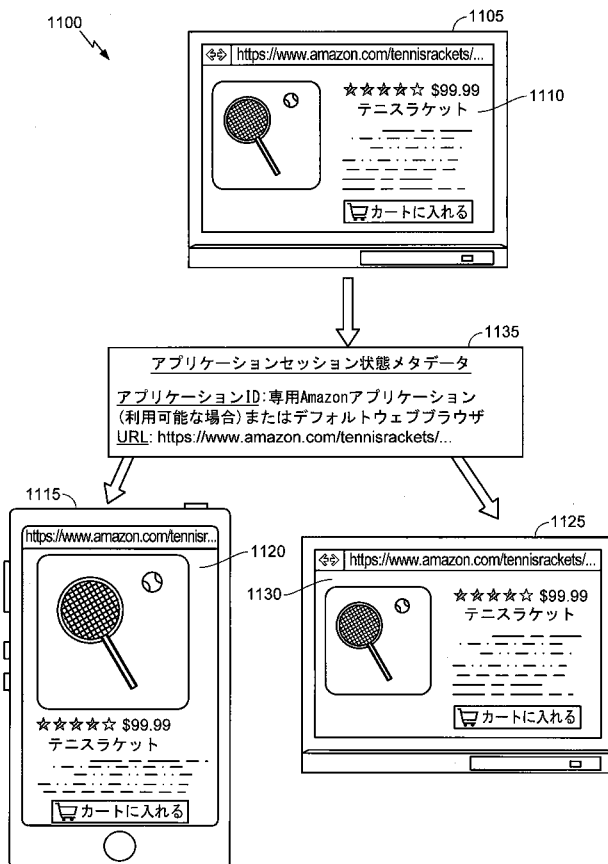 1100
1105
https://www.amazon.com/tennisrackets/...
$99.99
1110
テニスラケット
カートに入れる
1135
アプリケーションセッション状態メタデータ
アプリケーションID:専用Amazonアプリケーション
(利用可能な場合)またはデフォルトウェブブラウザ
URL: https://www.amazon.com/tennisrackets/...
1115
https://www.amazon.com/tennisr...
1120
$99.99
テニスラケット
カートに入れる
1125
https://www.amazon.com/tennisrackets/...
1130
$99.99
テニスラケット
カートに入れる